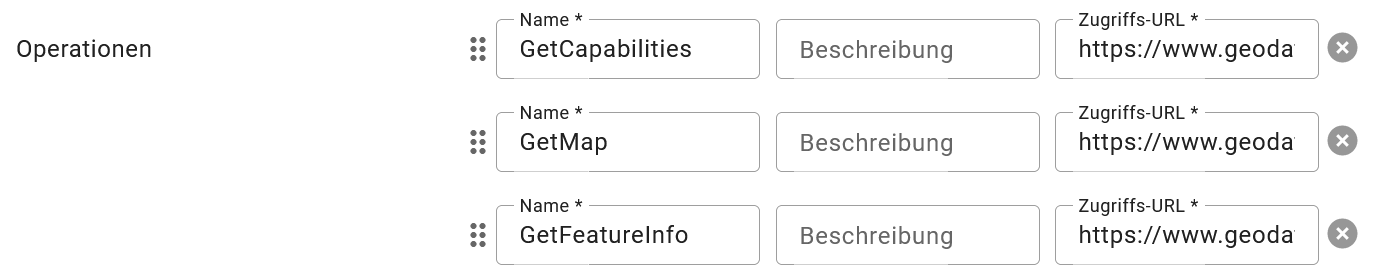 Operationen
Name *
GetCapabilities
Beschreibung
Zugriffs-URL *
https://www.geoda
Name *
GetMap
Beschreibung
Zugriffs-URL *
https://www.geoda
Name *
GetFeatureInfo
Beschreibung
Zugriffs-URL *
https://www.geoda